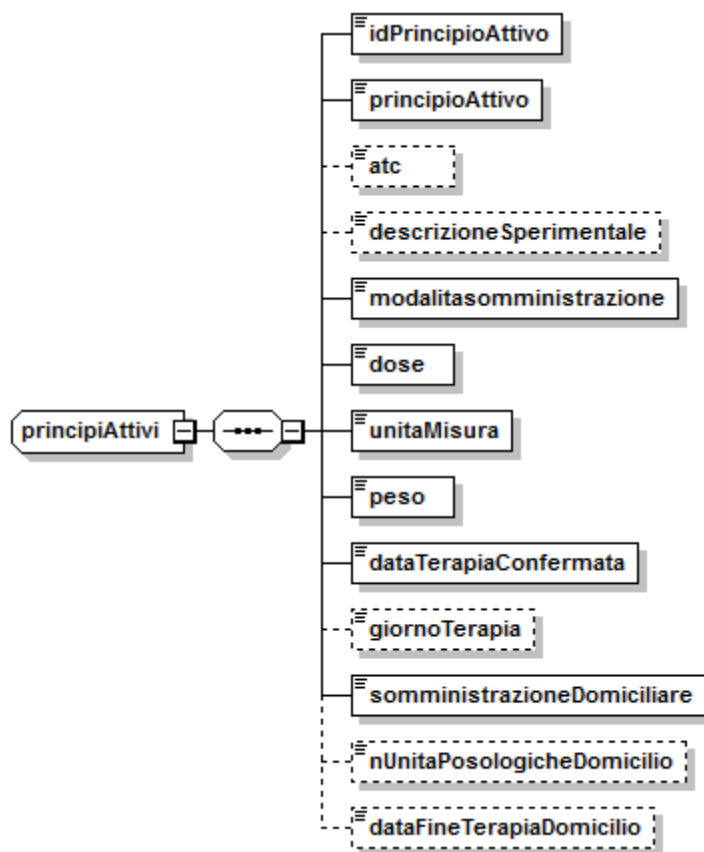 idPrincipioAttivo
principioAttivo
atc
descrizioneSperimentale
modalitasomministrazione
dose
principiAttivi
unitaMisura
peso
dataTerapiaConfermata
giornoTerapia
somministrazioneDomiciliare
nUnitaPosologicheDomicilio
dataFineTerapiaDomicilio